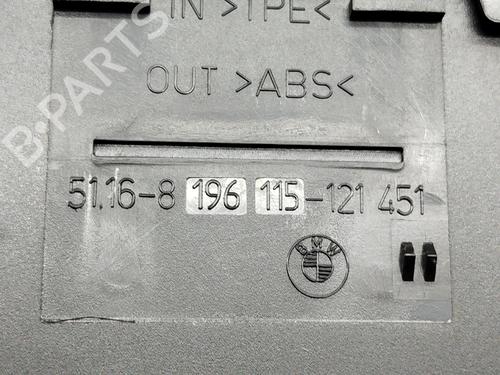 IN >TPE<
OUT >ABS<
51.16-8 196 115-121 451
BMW
B-PARTS